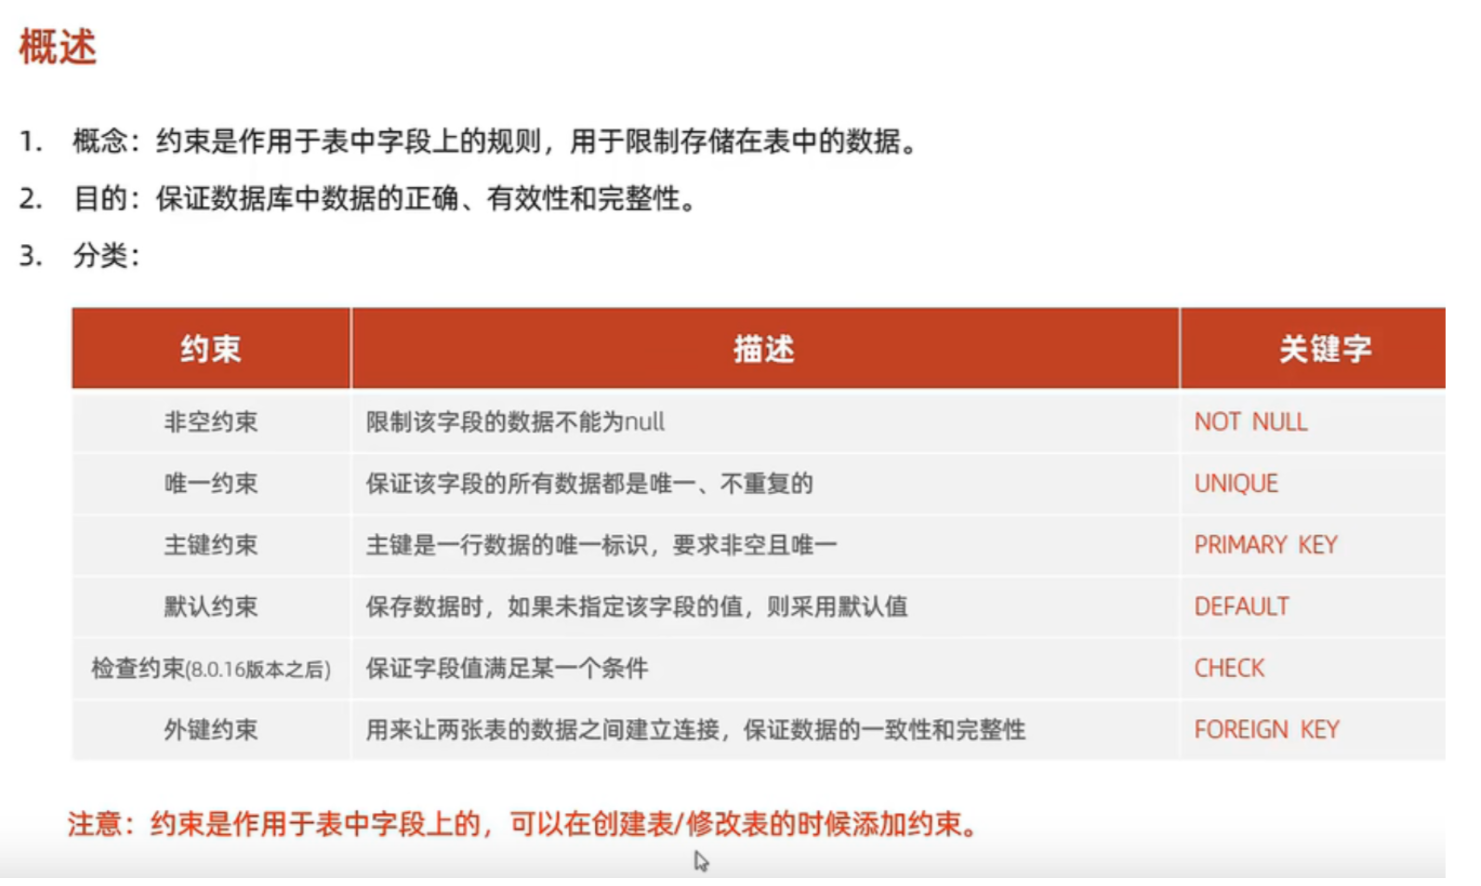 概述
1. 概念：约束是作用于表中字段上的规则，用于限制存储在表中的数据。
2. 目的：保证数据库中数据的正确、有效性和完整性。
3. 分类：
约束 描述 关键字
非空约束 限制该字段的数据不能为null NOT NULL
唯一约束 保证该字段的所有数据都是唯一、不重复的 UNIQUE
主键约束 主键是一行数据的唯一标识，要求非空且唯一 PRIMARY KEY
默认约束 保存数据时，如果未指定该字段的值，则采用默认值 DEFAULT
检查约束(8.0.16版本之后) 保证字段值满足某一个条件 CHECK
外键约束 用来让两张表的数据之间建立连接，保证数据的一致性和完整性 FOREIGN KEY
注意：约束是作用于表中字段上的，可以在创建表/修改表的时候添加约束。